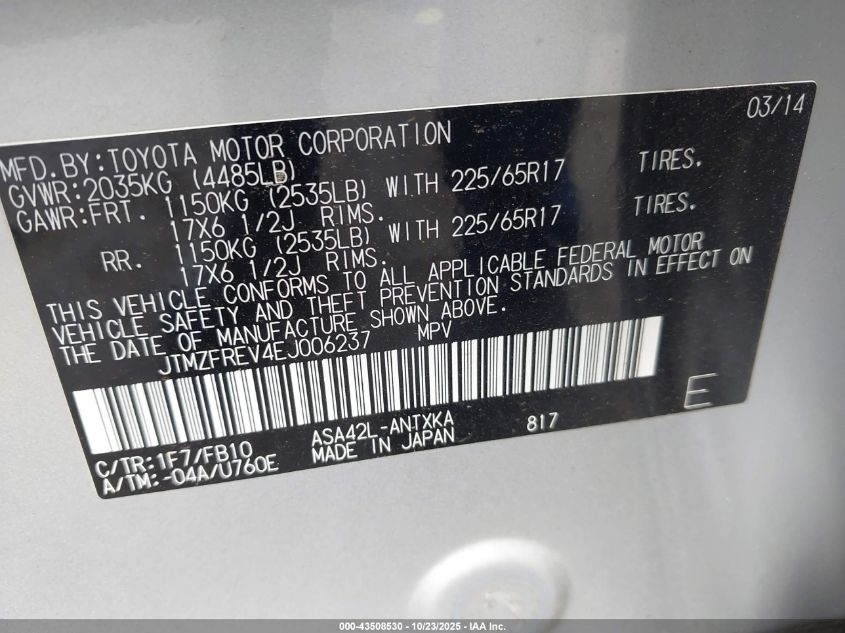 03/14
MFD.BY:TOYOTA MOTOR CORPORATION
GVWR:2035KG (4485LB)
GAWR:FRT. 1150KG (2535LB) WITH 225/65R17 TIRES.
17X6 1/2J RIMS.
RR. 1150KG (2535LB) WITH 225/65R17 TIRES.
17X6 1/2J RIMS.
THIS VEHICLE CONFORMS TO ALL APPLICABLE FEDERAL MOTOR
VEHICLE SAFETY AND THEFT PREVENTION STANDARDS IN EFFECT ON
THE DATE OF MANUFACTURE SHOWN ABOVE.
JTMZFREV4EJ006237 MPV
C/TR:1F7/FB10 ASA42L-ANTXKA 817 E
A/TM:-04A/U760E MADE IN JAPAN
000-43508530 - 10/23/2025 - IAA Inc.